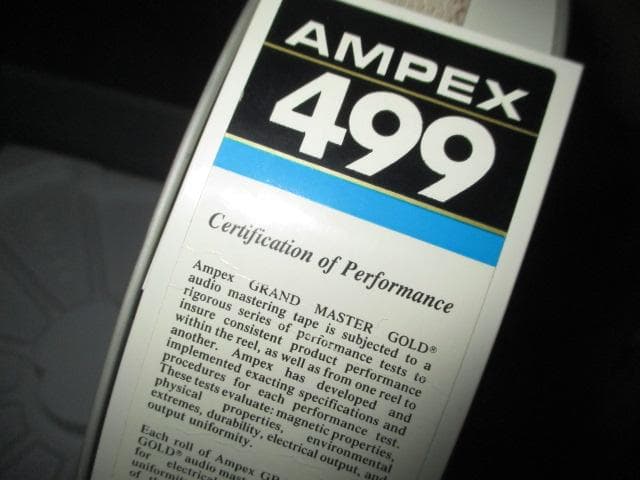 AMPEX
499
Certification of Performance
Ampex GRAND MASTER GOLD®
audio mastering tape is subjected to a
rigorous series of performance tests to
insure consistent product performance
within the reel, as well as from one reel to
another. Ampex has developed and
implemented exacting specifications and
procedures for each performance test.
These tests evaluate: magnetic properties,
physical properties, environmental
extremes, durability, electrical output, and
output uniformity.
Each roll of Ampex
GOLD® audio
for
of